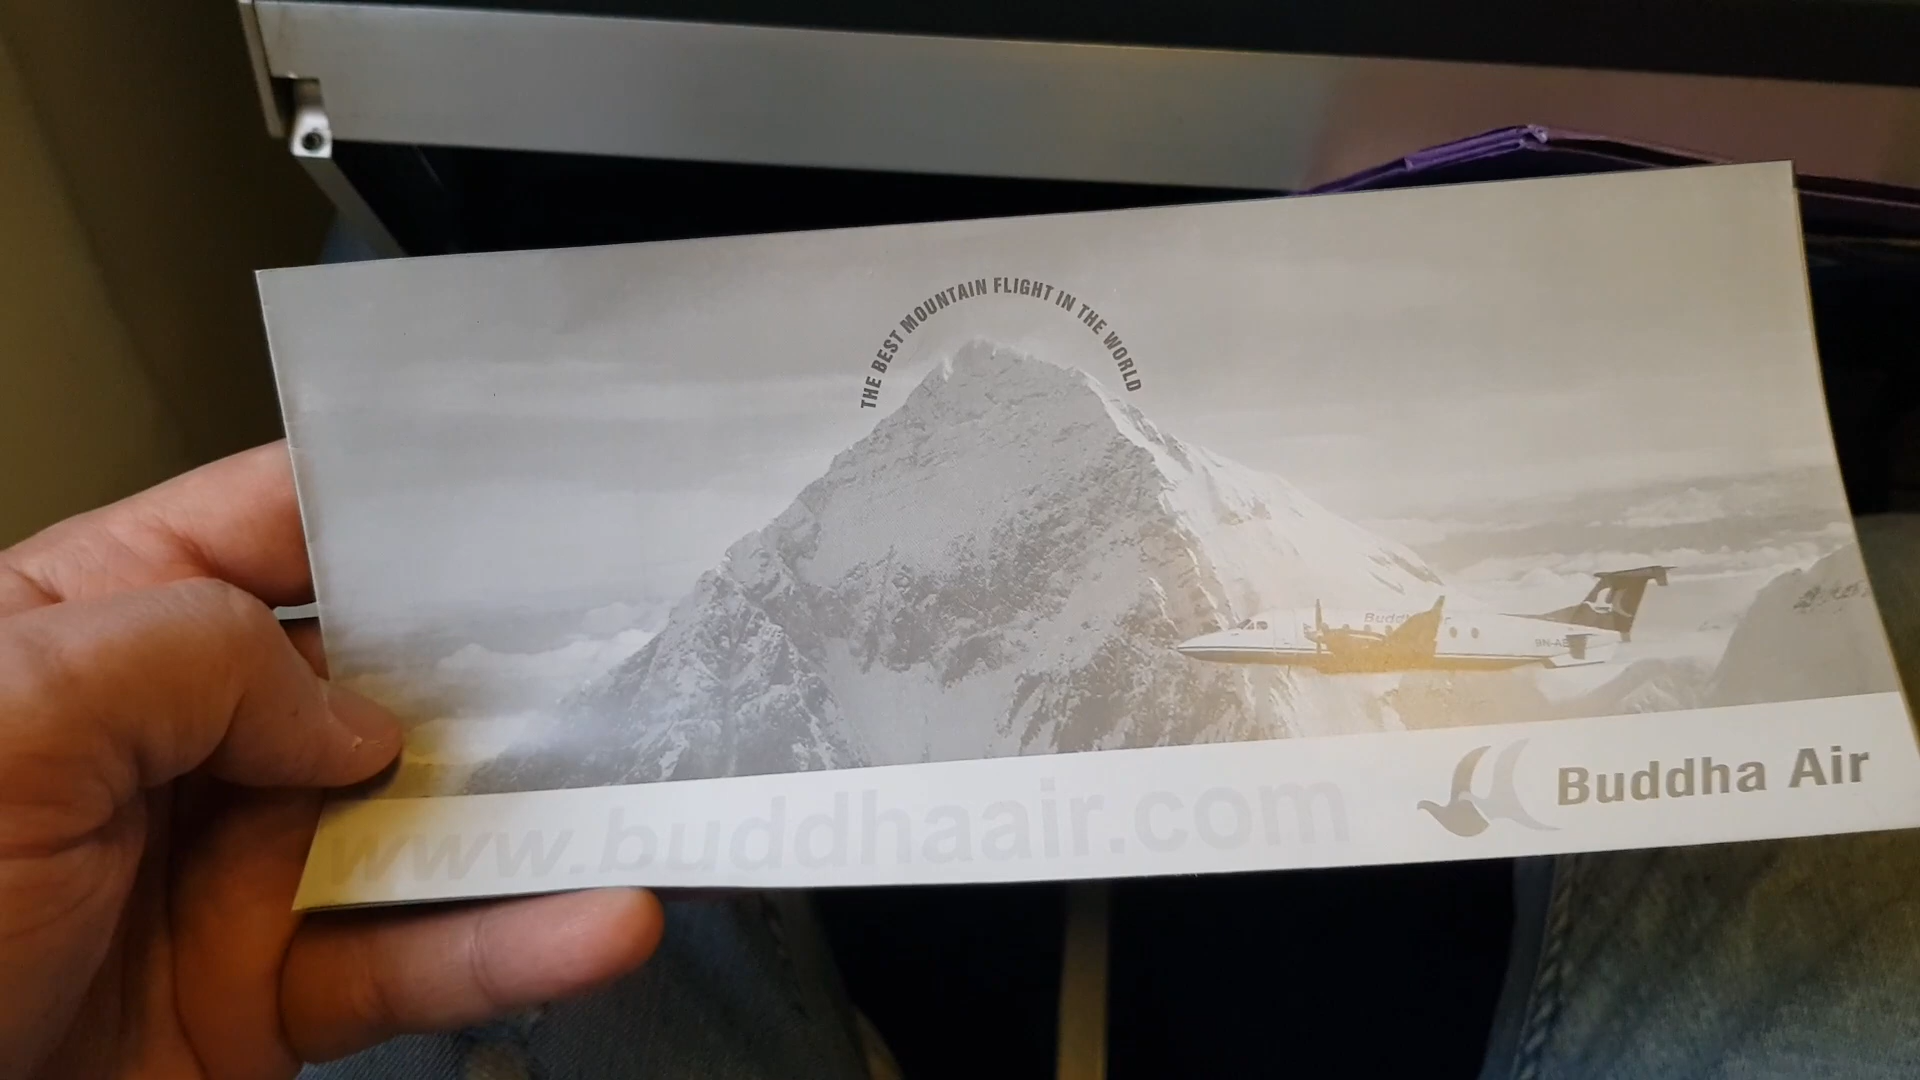 THE BEST MOUNTAIN FLIGHT IN THE WORLD
www.buddhaair.com
Buddha Air